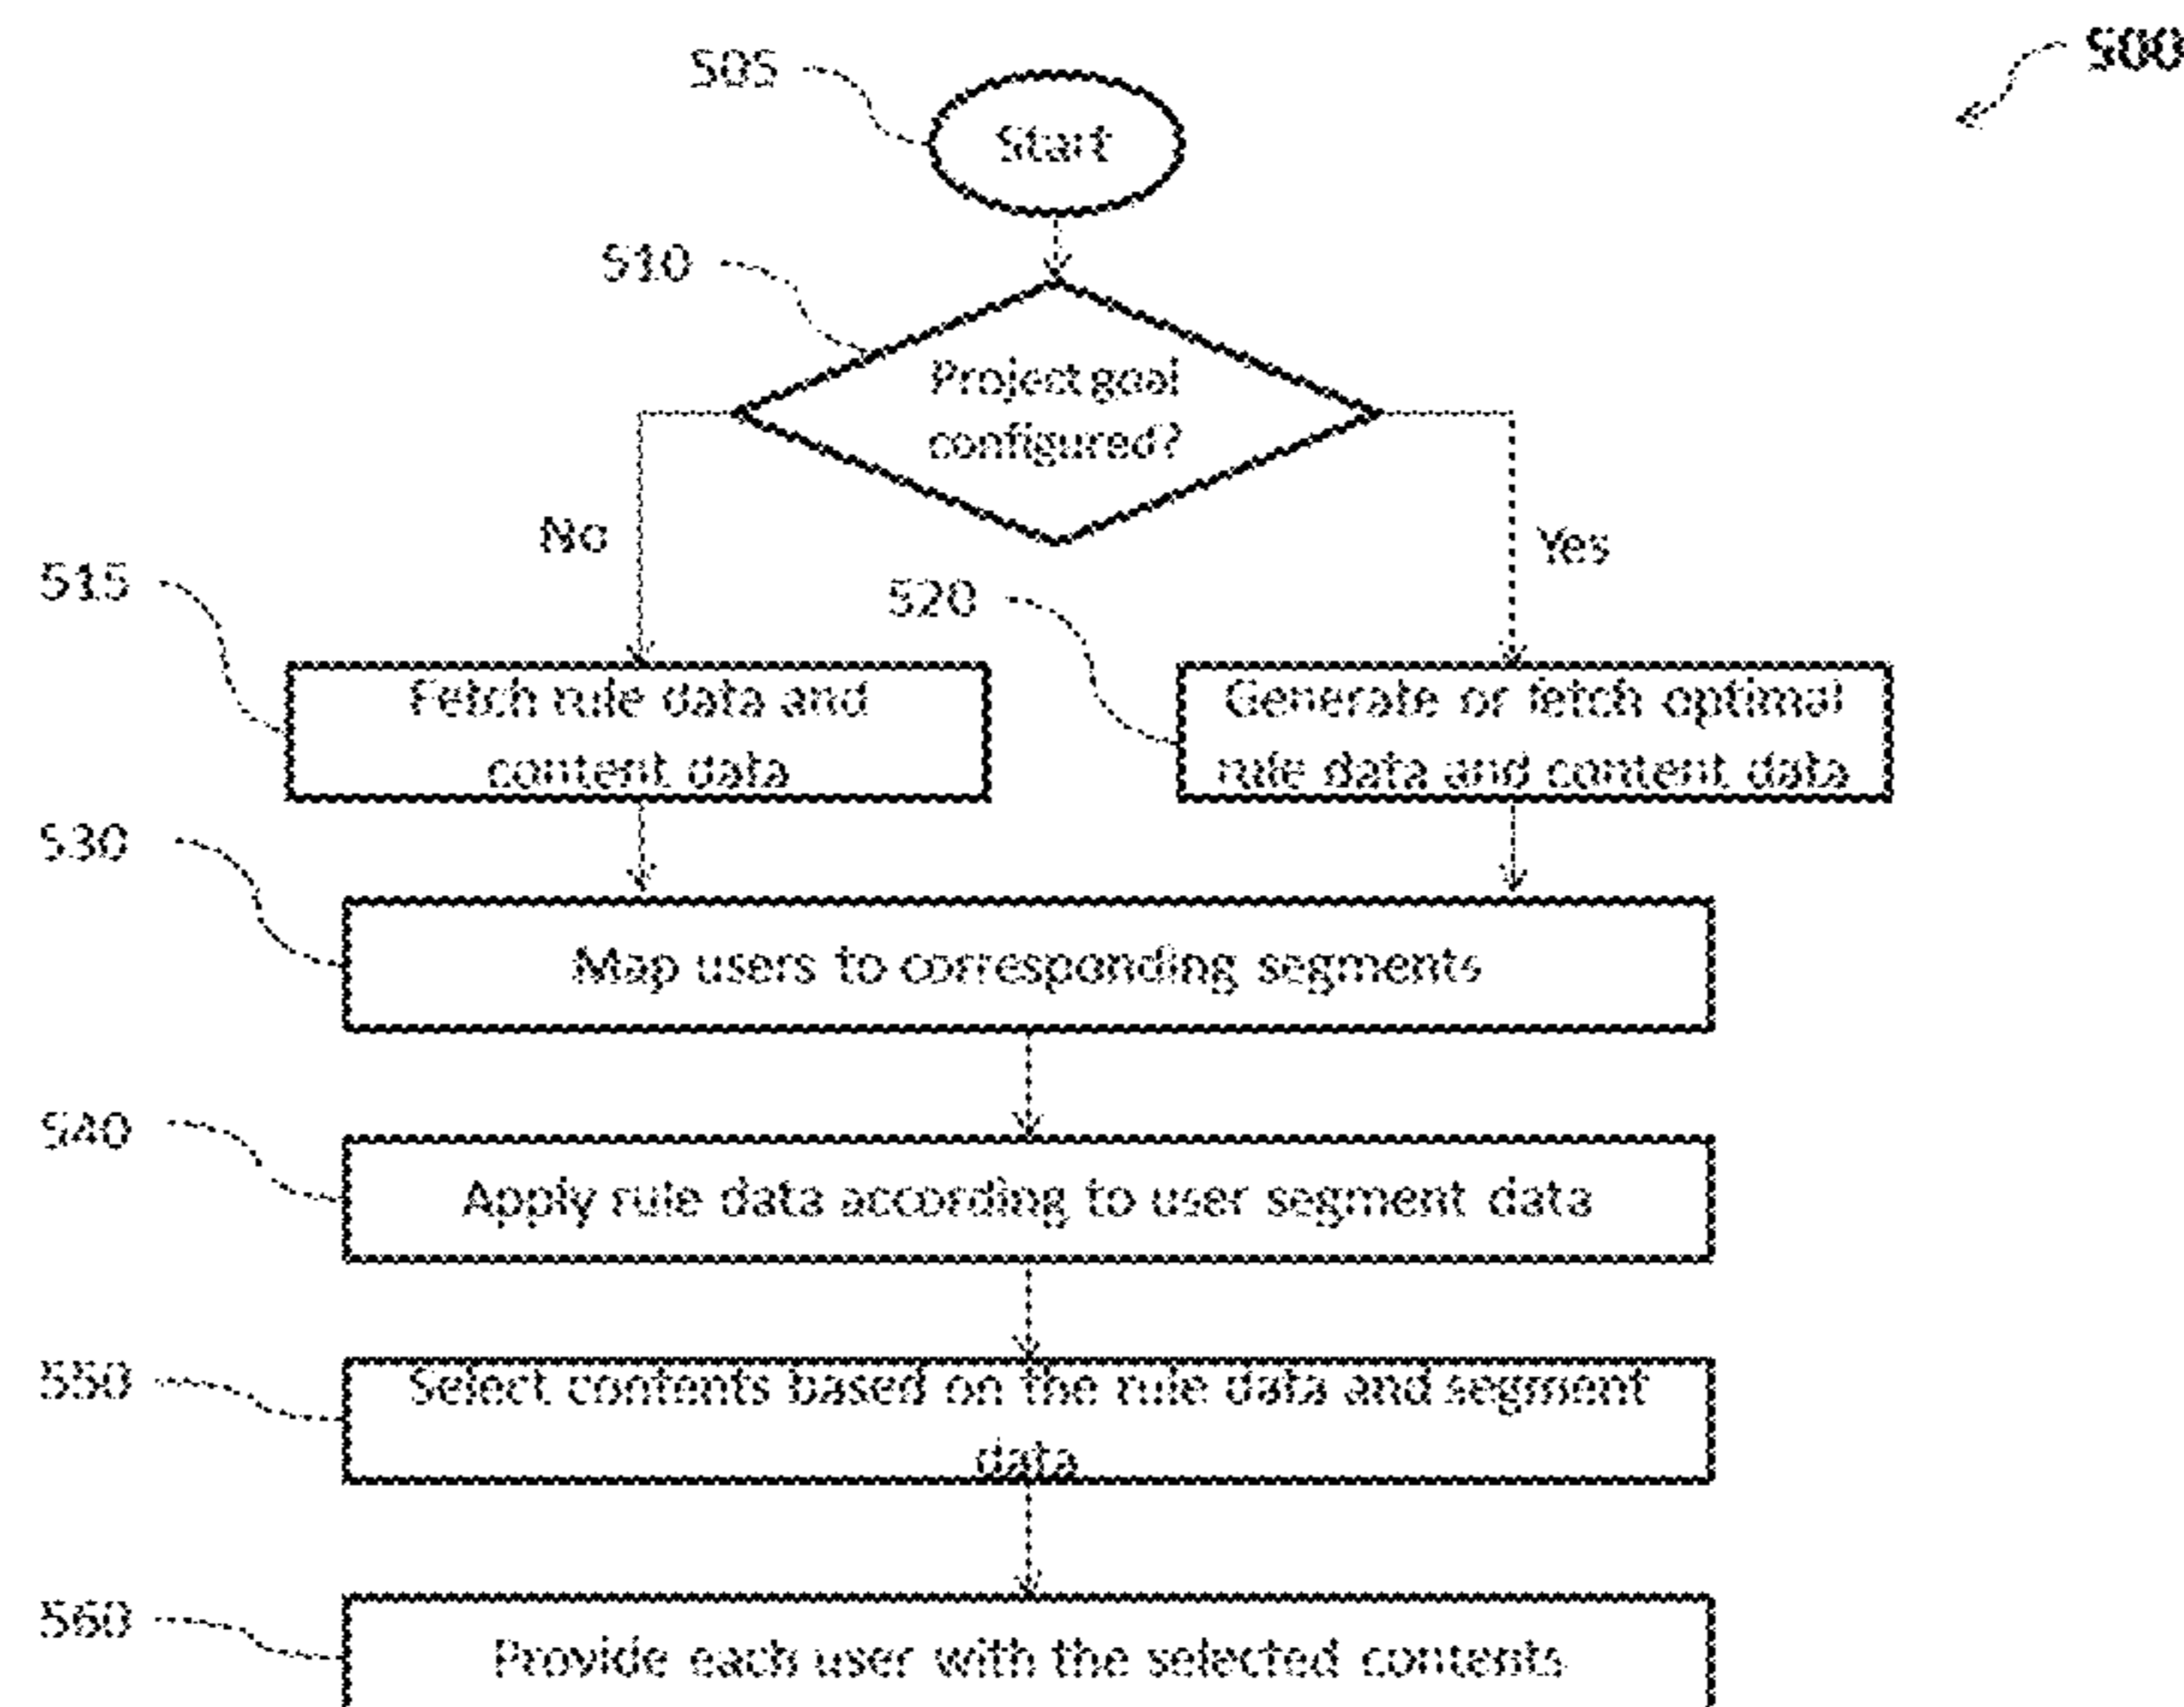 505
500
Start
510
Project goal
configured?
No
Yes
515
520
Fetch rule data and
content data
Generate or fetch optimal
rule data and content data
530
Map users to corresponding segments
540
Apply rule data according to user segment data
550
Select contents based on the rule data and segment
data
560
Provide each user with the selected contents